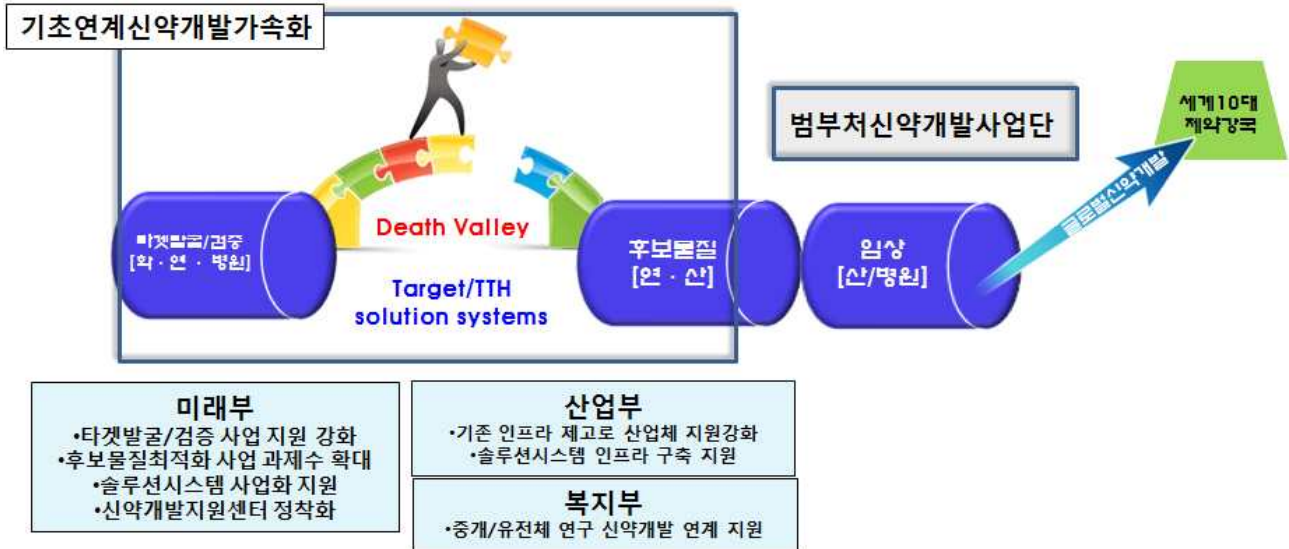 기초연계신약개발가속화
범부처신약개발사업단
세계10대
제약강국
글로벌신약개발
Death Valley
타겟발굴/검증
[학 · 연 · 병원]
후보물질
[연 · 산]
임상
[산/병원]
Target/TTH
solution systems
미래부
•타겟발굴/검증 사업 지원 강화
•후보물질최적화 사업 과제수 확대
•솔루션시스템 사업화 지원
•신약개발지원센터 정착화
산업부
•기존 인프라 제고로 산업체 지원강화
•솔루션시스템 인프라 구축 지원
복지부
•중개/유전체 연구 신약개발 연계 지원